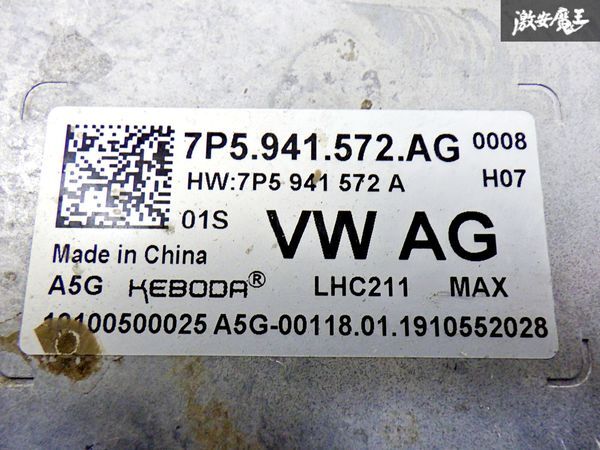 激安魔王
7P5.941.572.AG 0008
HW:7P5 941 572 A H07
01S VW AG
Made in China
A5G KEBODA® LHC211 MAX
19100500025 A5G-00118.01.1910552028